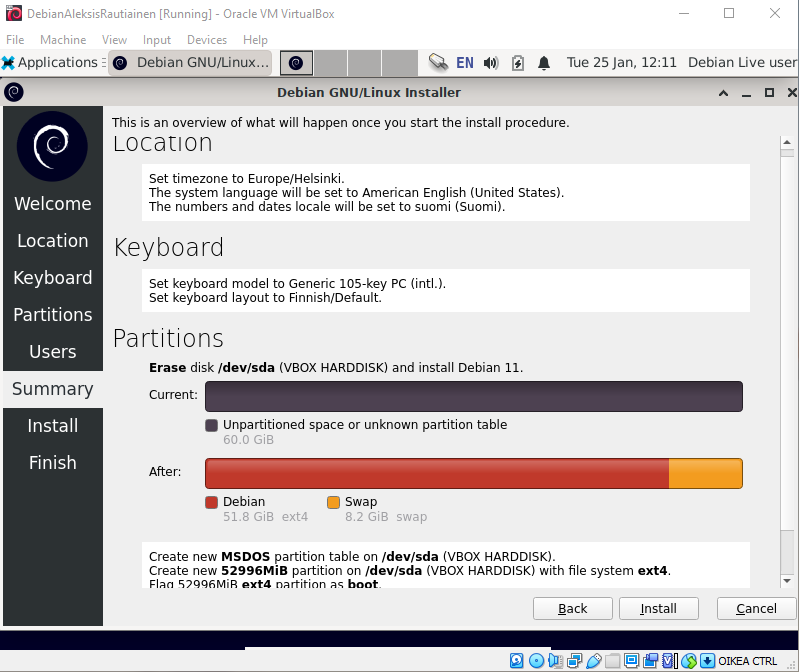 DebianAleksisRautiainen [Running] - Oracle VM VirtualBox
File Machine View Input Devices Help
Applications Debian GNU/Linux... EN Tue 25 Jan, 12:11 Debian Live user
Debian GNU/Linux Installer
Welcome
Location
Keyboard
Partitions
Users
Summary
Install
Finish
This is an overview of what will happen once you start the install procedure.
Location
Set timezone to Europe/Helsinki.
The system language will be set to American English (United States).
The numbers and dates locale will be set to suomi (Suomi).
Keyboard
Set keyboard model to Generic 105-key PC (intl.).
Set keyboard layout to Finnish/Default.
Partitions
Erase disk /dev/sda (VBOX HARDDISK) and install Debian 11.
Current:
Unpartitioned space or unknown partition table
60.0 GiB
After:
Debian Swap
51.8 GiB ext4 8.2 GiB swap
Create new MSDOS partition table on /dev/sda (VBOX HARDDISK).
Create new 52996MiB partition on /dev/sda (VBOX HARDDISK) with file system ext4.
Flag 52996MiB ext4 partition as boot.
Back Install Cancel
OIKEA CTRL